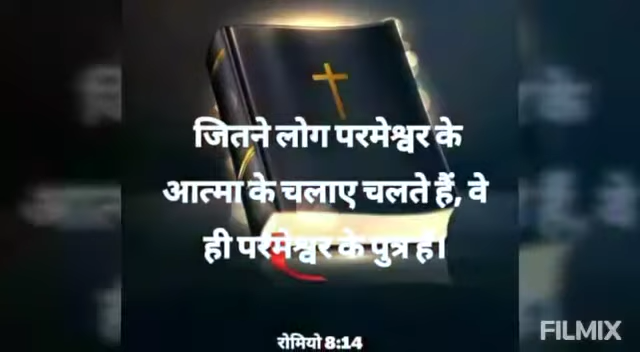 जितने लोग परमेश्वर के
आत्मा के चलाए चलते हैं, वे
ही परमेश्वर के पुत्र हैं।
रोमियो 8:14
FILMIX